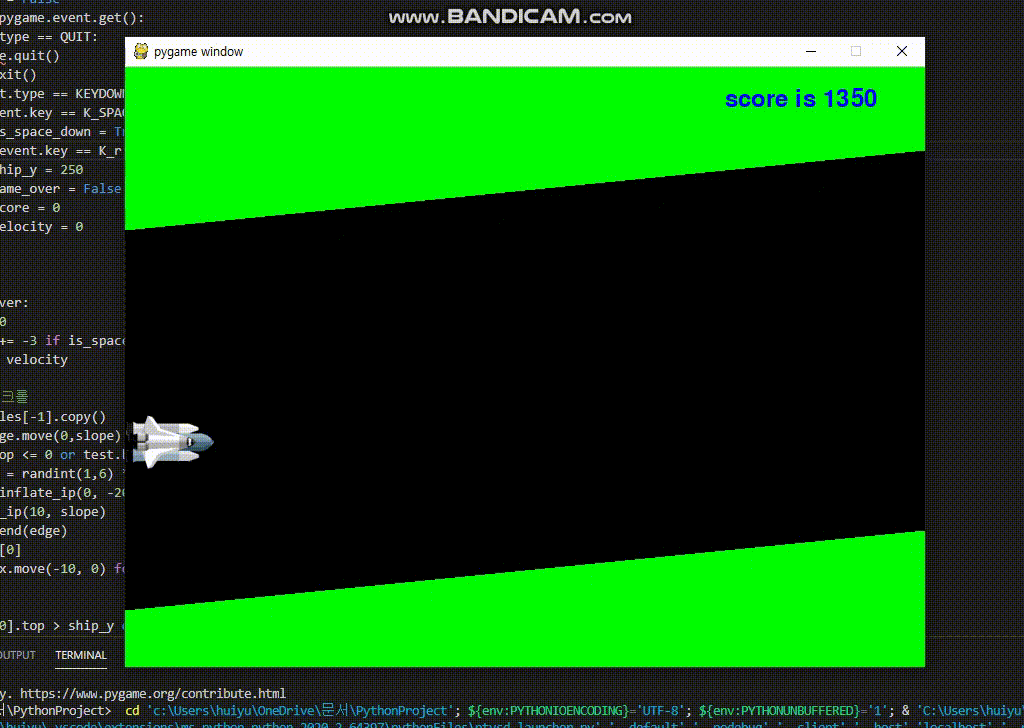 www.BANDICAM.com
= False
pygame.event.get():
type == QUIT:
e.quit()
xit()
t.type == KEYDOWN
ent.key == K_SPAC
s_space_down = Tr
event.key == K_r
hip_y = 250
ame_over = False
core = 0
elocity = 0
ver:
0
+= -3 if is_space
velocity
크롤
les[-1].copy()
ge.move(0,slope)
op <= 0 or test.
= randint(1,6)
inflate_ip(0, -20
_ip(10, slope)
end(edge)
[0]
x.move(-10, 0) fo
0].top > ship_y
pygame window
score is 1350
OUTPUT TERMINAL
y. https://www.pygame.org/contribute.html
\PythonProject> cd 'c:\Users\huiyu\OneDrive\문서\PythonProject'; ${env:PYTHONIOENCODING}='UTF-8'; ${env:PYTHONUNBUFFERED}='1'; & 'C:\Users\huiyu